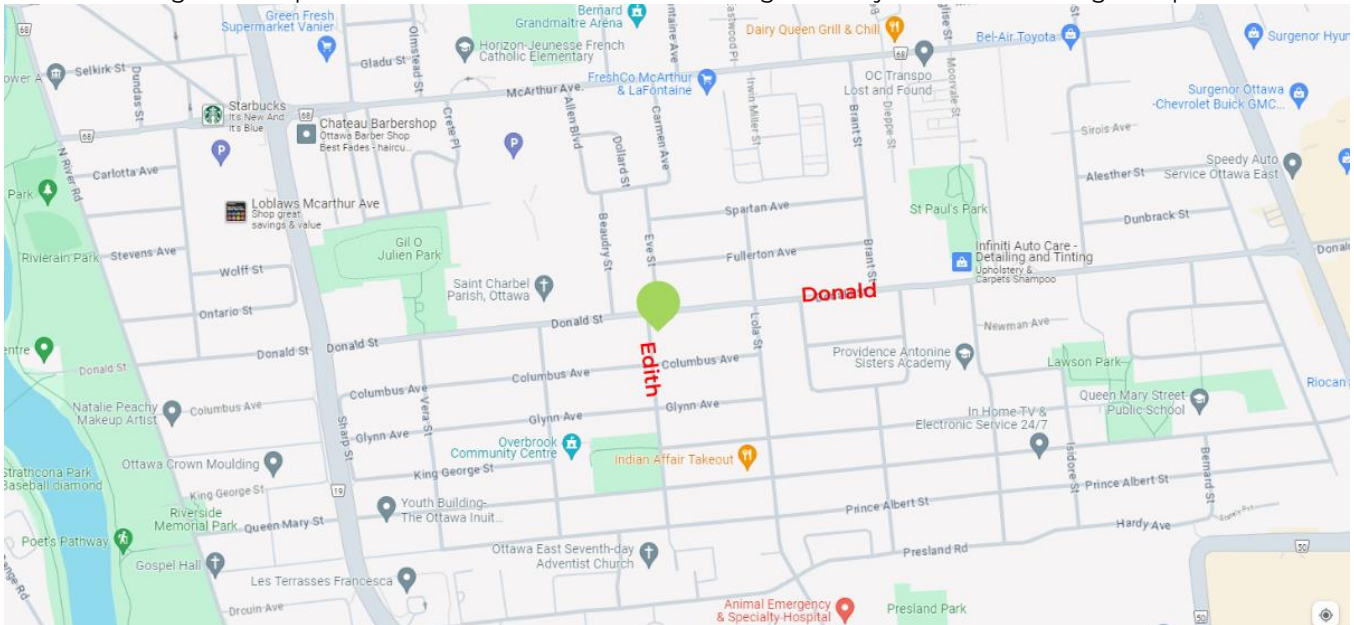 Green Fresh
Supermarket Vanier
Bernard
Grandmaître Arena
Dairy Queen Grill & Chill
Bel-Air Toyota
68
Olmstead St
Horizon-Jeunesse French
Catholic Elementary
Gladu St
Selkirk St
Dundas St
FreshCo McArthur
& LaFontaine
68
OC Transpo
Lost and Found
Moorvale St
Surgenor Ottawa
-Chevrolet Buick GMC...
McArthur Ave.
Starbucks
It's New And
It's Blue
68
Chateau Barbershop
Ottawa Barber Shop
Best Fades - haircu...
Crete Pl
Allen Blvd
Dollard St
Carmen Ave
Irwin Miller St
Brant St
Dieppe St
Sirois Ave
68
N River Rd
Carlotta Ave
Speedy Auto
Service Ottawa East
Alesther St
Park
Loblaws Mcarthur Ave
Shop great
savings & value
Beaudry St
Eve St
Spartan Ave
St Paul's Park
Dunbrack St
Rivierain Park
Stevens Ave
Gil O
Julien Park
Fullerton Ave
Brant St
Infiniti Auto Care -
Detailing and Tinting
Upholstery &
Carpets Shampoo
Wolff St
Saint Charbel
Parish, Ottawa
Donald
Ontario St
Donald St
Lola St
Newman Ave
Donald St
Donald St
Edith
Columbus Ave
Providence Antonine
Sisters Academy
Lawson Park
Donald St
Columbus Ave
Columbus Ave
Queen Mary Street
Public School
Natalie Peachy
Makeup Artist
Columbus Ave
Vera St
Glynn Ave
Glynn Ave
In Home TV &
Electronic Service 24/7
Sharp St
Glynn Ave
Overbrook
Community Centre
Indian Affair Takeout
Isidore St
Bernard St
Ottawa Crown Moulding
King George St
Strathcona Park
Baseball diamond
King George St
19
Prince Albert St
Riverside
Memorial Park
Queen Mary St
Youth Building-
The Ottawa Inuit...
Prince Albert St
Hardy Ave
Poet's Pathway
Gospel Hall
Ottawa East Seventh-day
Adventist Church
Presland Rd
50
Les Terrasses Francesca
Drouin Ave
Animal Emergency
& Specialty Hospital
Presland Park
50